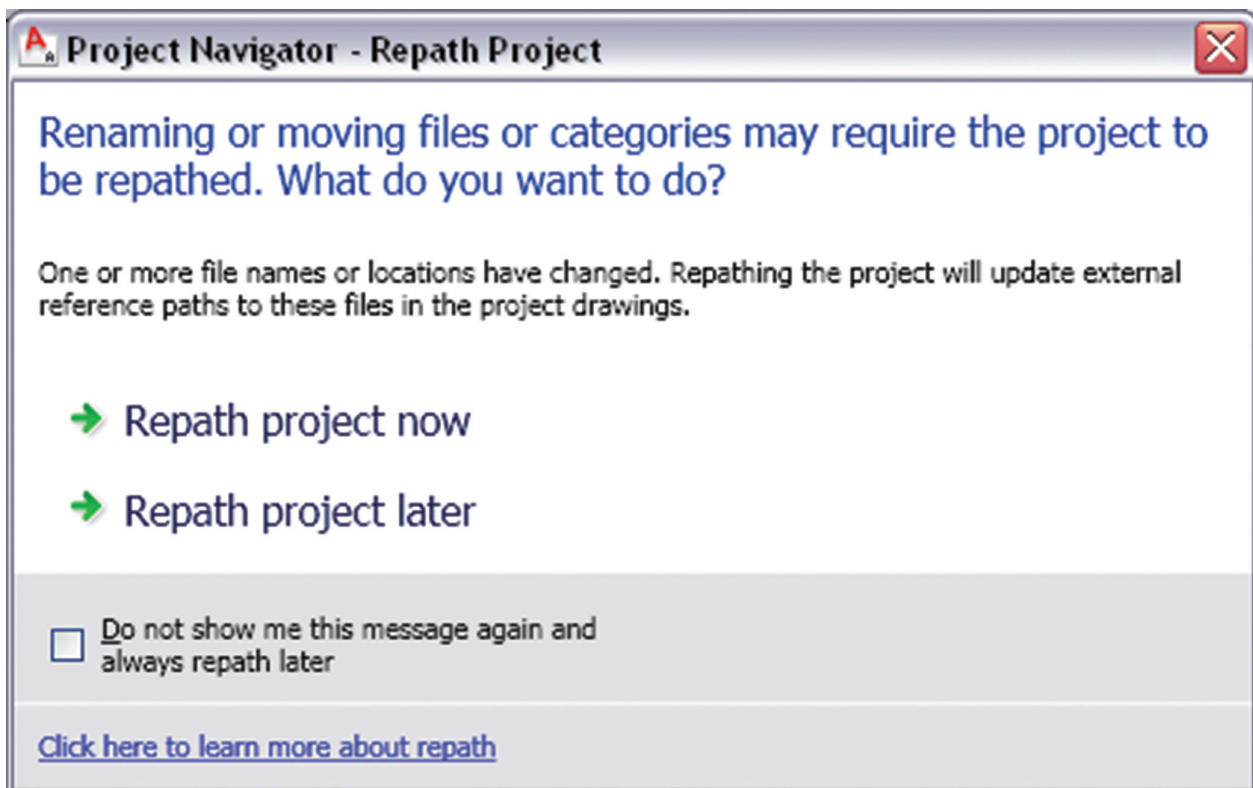 Project Navigator - Repath Project
Renaming or moving files or categories may require the project to
be repathed. What do you want to do?
One or more file names or locations have changed. Repathing the project will update external
reference paths to these files in the project drawings.
Repath project now
Repath project later
Do not show me this message again and
always repath later
Click here to learn more about repath